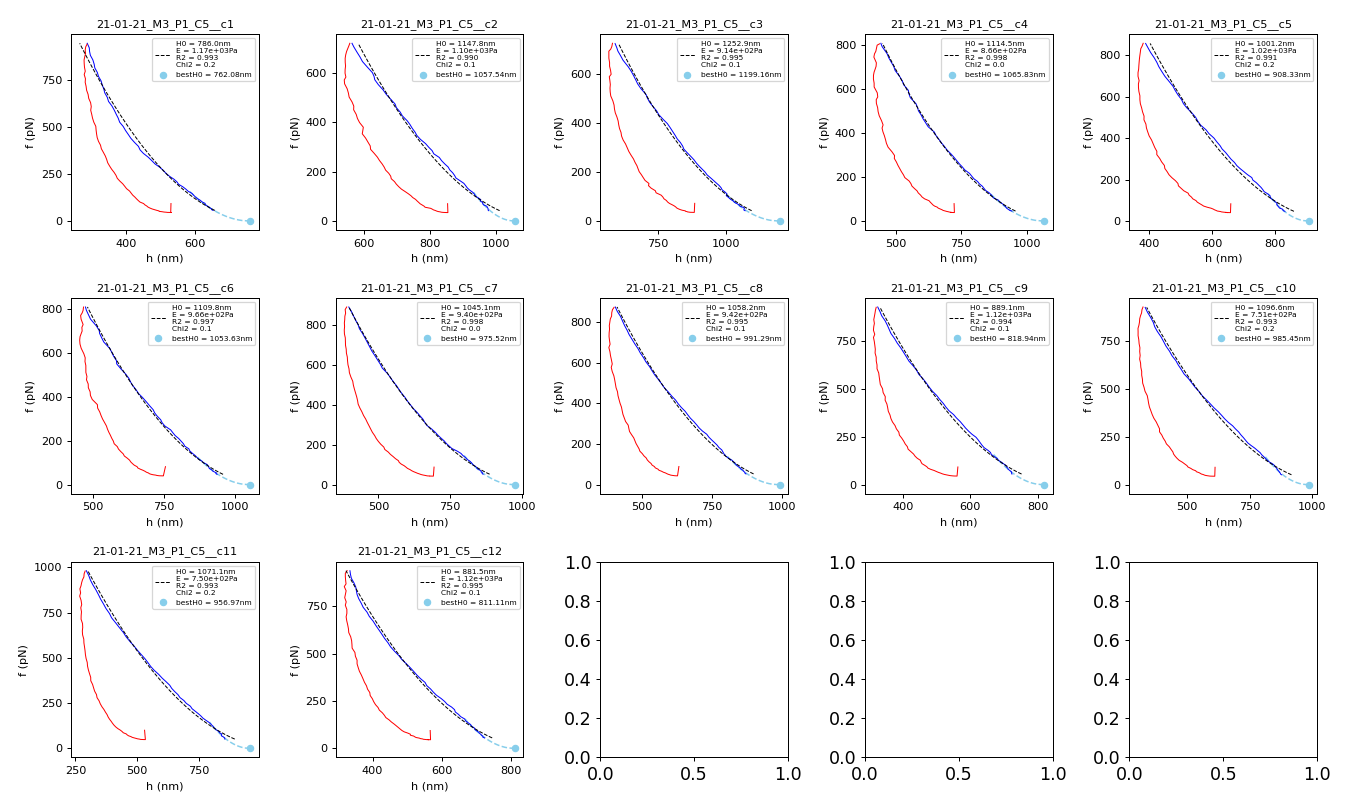 21-01-21_M3_P1_C5__c1
H0 = 786.0nm
E = 1.17e+03Pa
R2 = 0.993
Chi2 = 0.2
bestH0 = 762.08nm
750
500
250
0
f (pN)
400 600
h (nm)
21-01-21_M3_P1_C5__c2
H0 = 1147.8nm
E = 1.10e+03Pa
R2 = 0.990
Chi2 = 0.1
bestH0 = 1057.54nm
600
400
200
0
f (pN)
600 800 1000
h (nm)
21-01-21_M3_P1_C5__c3
H0 = 1252.9nm
E = 9.14e+02Pa
R2 = 0.995
Chi2 = 0.1
bestH0 = 1199.16nm
600
400
200
0
f (pN)
750 1000
h (nm)
21-01-21_M3_P1_C5__c4
H0 = 1114.5nm
E = 8.66e+02Pa
R2 = 0.998
Chi2 = 0.0
bestH0 = 1065.83nm
800
600
400
200
0
f (pN)
500 750 1000
h (nm)
21-01-21_M3_P1_C5__c5
H0 = 1001.2nm
E = 1.02e+03Pa
R2 = 0.991
Chi2 = 0.2
bestH0 = 908.33nm
800
600
400
200
0
f (pN)
400 600 800
h (nm)
21-01-21_M3_P1_C5__c6
H0 = 1109.8nm
E = 9.66e+02Pa
R2 = 0.997
Chi2 = 0.1
bestH0 = 1053.63nm
800
600
400
200
0
f (pN)
500 750 1000
h (nm)
21-01-21_M3_P1_C5__c7
H0 = 1045.1nm
E = 9.40e+02Pa
R2 = 0.998
Chi2 = 0.0
bestH0 = 975.52nm
800
600
400
200
0
f (pN)
500 750 1000
h (nm)
21-01-21_M3_P1_C5__c8
H0 = 1058.2nm
E = 9.42e+02Pa
R2 = 0.995
Chi2 = 0.1
bestH0 = 991.29nm
800
600
400
200
0
f (pN)
500 750 1000
h (nm)
21-01-21_M3_P1_C5__c9
H0 = 889.1nm
E = 1.12e+03Pa
R2 = 0.994
Chi2 = 0.1
bestH0 = 818.94nm
750
500
250
0
f (pN)
400 600 800
h (nm)
21-01-21_M3_P1_C5__c10
H0 = 1096.6nm
E = 7.51e+02Pa
R2 = 0.993
Chi2 = 0.2
bestH0 = 985.45nm
750
500
250
0
f (pN)
500 750 1000
h (nm)
21-01-21_M3_P1_C5__c11
H0 = 1071.1nm
E = 7.50e+02Pa
R2 = 0.993
Chi2 = 0.2
bestH0 = 956.97nm
1000
750
500
250
0
f (pN)
250 500 750
h (nm)
21-01-21_M3_P1_C5__c12
H0 = 881.5nm
E = 1.12e+03Pa
R2 = 0.995
Chi2 = 0.1
bestH0 = 811.11nm
750
500
250
0
f (pN)
400 600 800
h (nm)
1.0
0.8
0.6
0.4
0.2
0.0
0.0 0.5 1.0
1.0
0.8
0.6
0.4
0.2
0.0
0.0 0.5 1.0
1.0
0.8
0.6
0.4
0.2
0.0
0.0 0.5 1.0